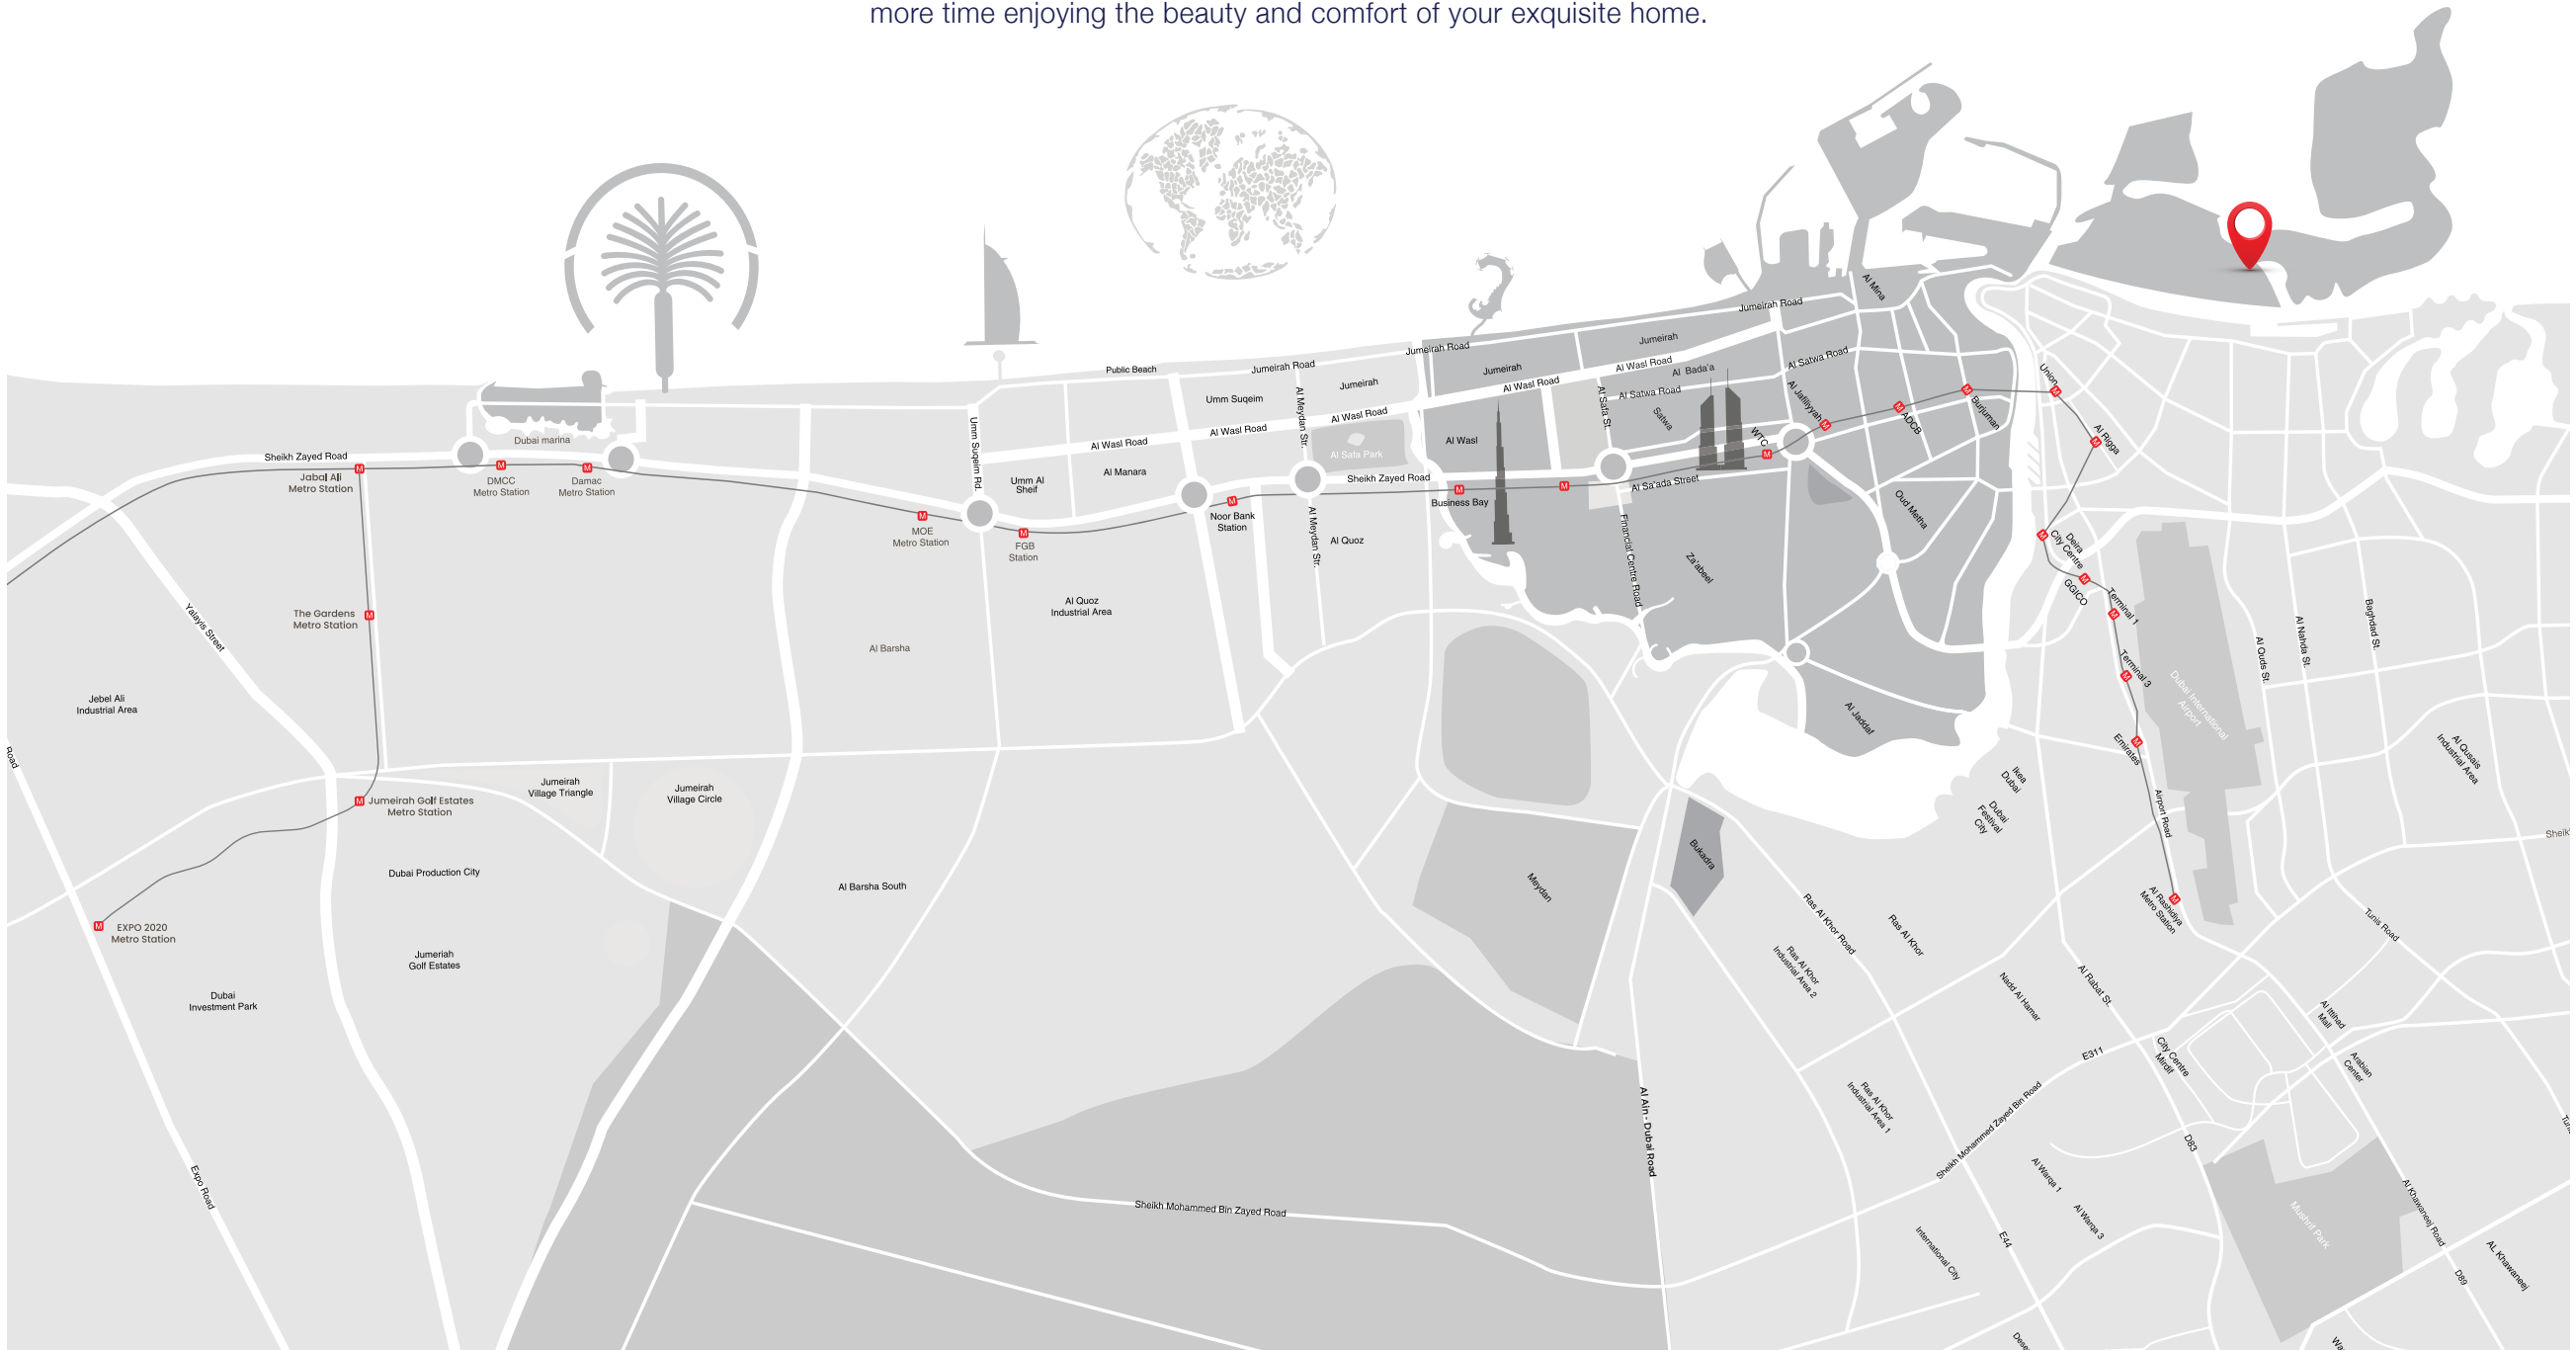 more time enjoying the beauty and comfort of your exquisite home.
Public Beach
Jumeirah Road
Jumeirah Road
Jumeirah Road
Al Mina
Jumeirah
Jumeirah
Jumeirah
Umm Suqeim
Al Meydan Str.
Al Wasl Road
Al Wasl Road
Al Wasl Road
Al Wasl Road
Al Wasl Road
Al Bada'a
Al Satwa Road
Al Satwa Road
Al Safa St.
Satwa
Al Jafiliyyah
WTC
ADCB
Burjuman
Union
Al Rigga
Dubai marina
Sheikh Zayed Road
Jabal Ali
Metro Station
DMCC
Metro Station
Damac
Metro Station
Umm Suqeim Rd.
Umm Al
Sheif
Al Manara
Al Safa Park
Al Wasl
Sheikh Zayed Road
Business Bay
Al Sa'ada Street
MOE
Metro Station
FGB
Station
Noor Bank
Station
Al Meydan Str.
Al Quoz
Financial Centre Road
Za'abeel
Oud Metha
Deira
City Centre
GGICO
Terminal 1
Terminal 3
Emirates
Dubai International
Airport
Al Quds St.
Al Nahda St.
Baghdad St.
The Gardens
Metro Station
Yalayis Street
Al Quoz
Industrial Area
Al Barsha
Jebel Ali
Industrial Area
Road
Al Jaddaf
Al Qusais
Industrial Area
Ikea
Dubai
Dubai
Festival
City
Airport Road
Jumeirah
Village Triangle
Jumeirah
Village Circle
Jumeirah Golf Estates
Metro Station
Dubai Production City
Al Barsha South
Meydan
Bukadra
Al Rashidiya
Metro Station
Tunis Road
EXPO 2020
Metro Station
Jumeriah
Golf Estates
Dubai
Investment Park
Ras Al Khor Road
Ras Al Khor
Ras Al Khor
Industrial Area 2
Nadd Al Hamar
Al Rabat St.
Al Ittihad
Mall
E311
City Centre
Mirdif
Arabian
Center
Ras Al Khor
Industrial Area 1
Sheikh Mohammed Zayed Bin Road
Al Ain - Dubai Road
D83
Al Warqa 1
Al Warqa 3
Expo Road
Sheikh Mohammed Bin Zayed Road
Mushrif Park
Al Khawaneej Road
International City
E44
D89
AL Khawaneej